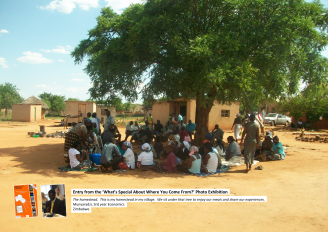 Entry from the 'What's Special About Where You Come From?' Photo Exhibition
The Homestead. This is my homestead in my village. We sit under that tree to enjoy our meals and share our experiences.
3rd year Economics
Zimbabwe